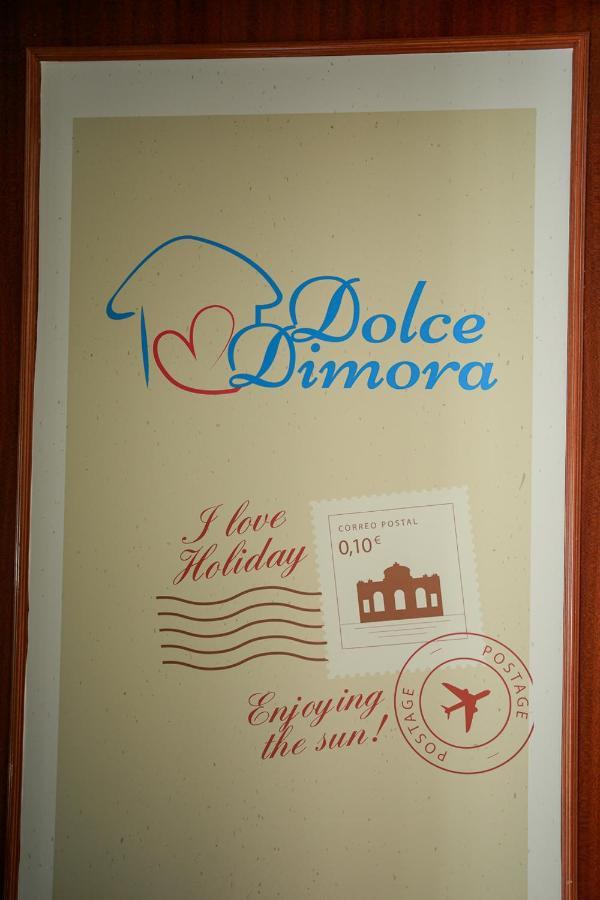 Dolce
Dimora
I love
Holiday
CORREO POSTAL
0,10€
Enjoying
the sun!
POSTAGE
POSTAGE